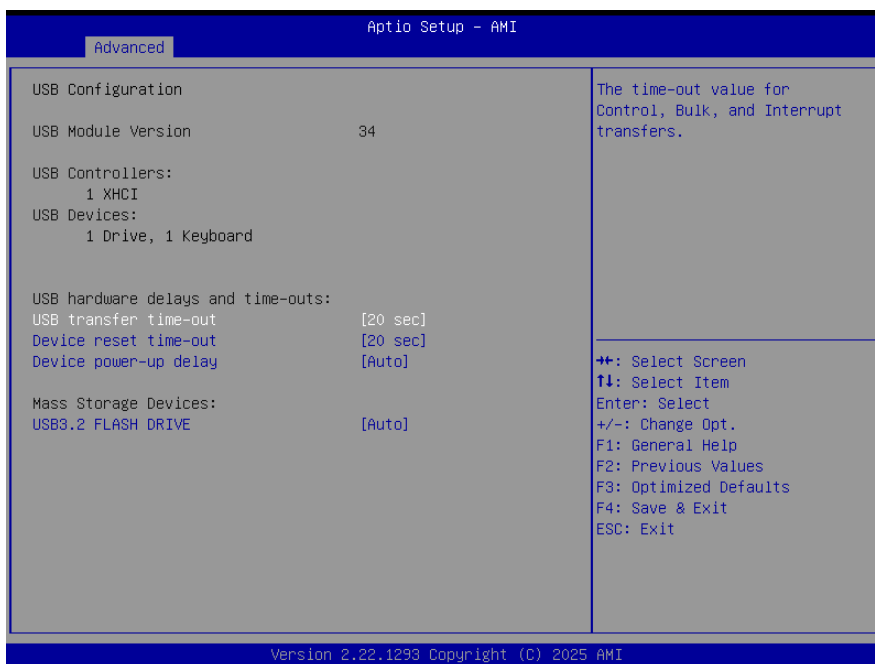 Aptio Setup – AMI
Advanced
USB Configuration
USB Module Version 34
USB Controllers:
1 XHCI
USB Devices:
1 Drive, 1 Keyboard
USB hardware delays and time-outs:
USB transfer time-out [20 sec]
Device reset time-out [20 sec]
Device power-up delay [Auto]
Mass Storage Devices:
USB3.2 FLASH DRIVE [Auto]
The time-out value for
Control, Bulk, and Interrupt
transfers.
→←: Select Screen
↑↓: Select Item
Enter: Select
+/-: Change Opt.
F1: General Help
F2: Previous Values
F3: Optimized Defaults
F4: Save & Exit
ESC: Exit
Version 2.22.1293 Copyright (C) 2025 AMI